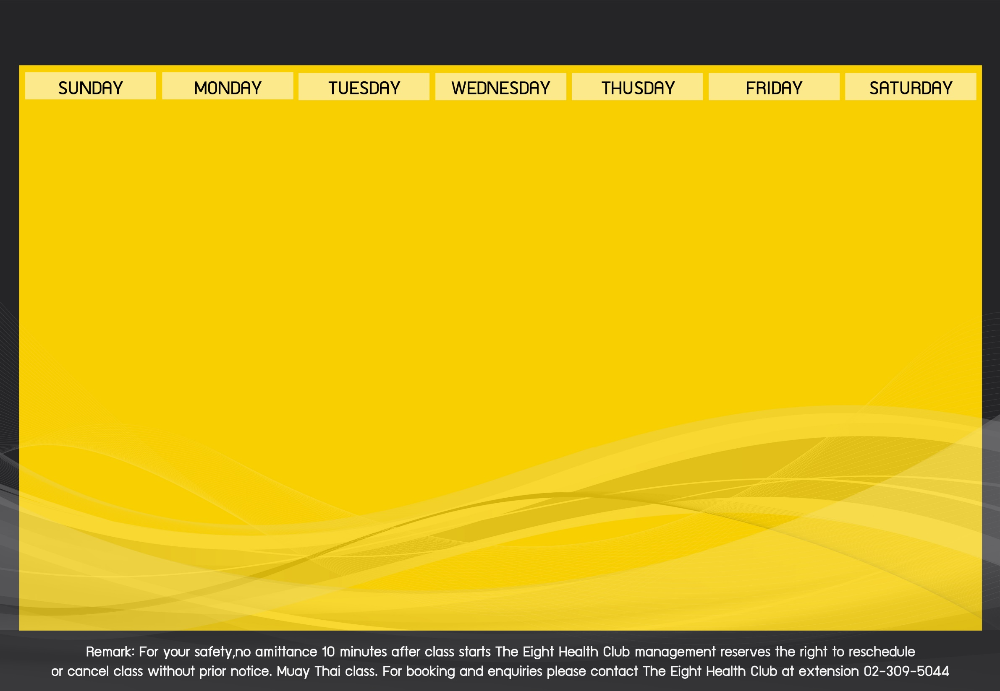 SUNDAY MONDAY TUESDAY WEDNESDAY THUSDAY FRIDAY SATURDAY
Remark: For your safety,no amittance 10 minutes after class starts The Eight Health Club management reserves the right to reschedule
or cancel class without prior notice. Muay Thai class. For booking and enquiries please contact The Eight Health Club at extension 02-309-5044